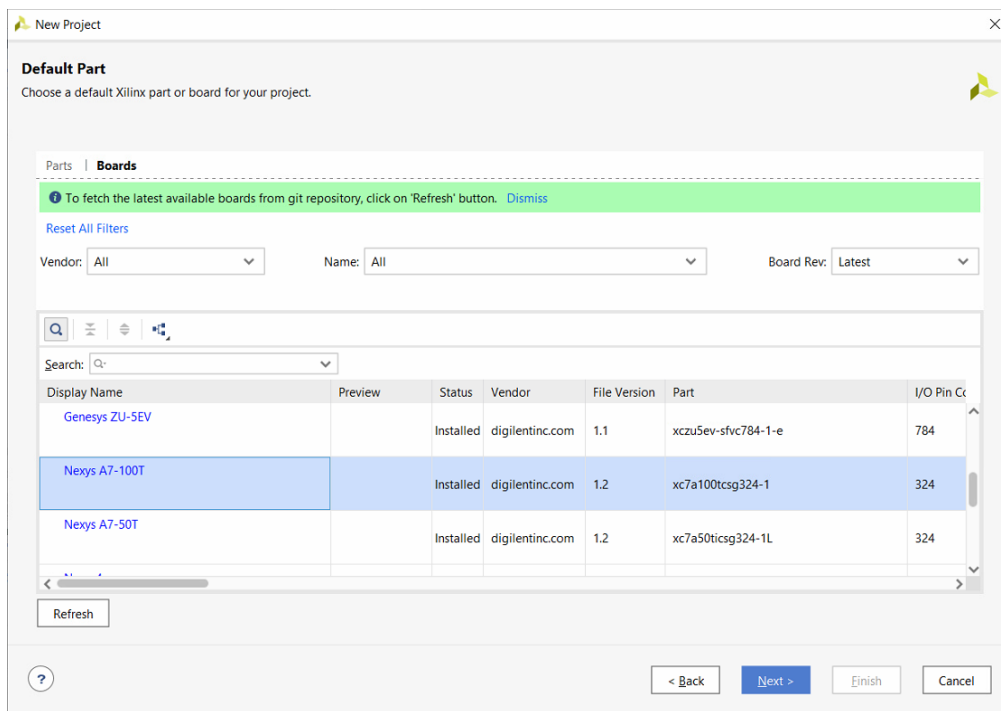 New Project
Default Part
Choose a default Xilinx part or board for your project.
Parts | Boards
To fetch the latest available boards from git repository, click on 'Refresh' button. Dismiss
Reset All Filters
Vendor: All Name: All Board Rev: Latest
Search:
Display Name Preview Status Vendor File Version Part I/O Pin Co
Genesys ZU-5EV
Installed digilentinc.com 1.1 xczu5ev-sfvc784-1-e 784
Nexys A7-100T
Installed digilentinc.com 1.2 xc7a100tcsg324-1 324
Nexys A7-50T
Installed digilentinc.com 1.2 xc7a50ticsg324-1L 324
Refresh
? < Back Next > Finish Cancel